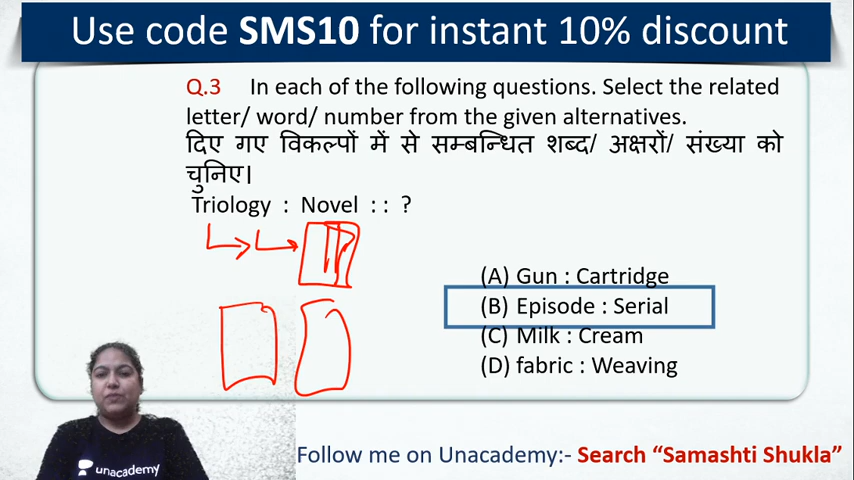 Use code SMS10 for instant 10% discount
Q.3 In each of the following questions. Select the related
letter/ word/ number from the given alternatives.
दिए गए विकल्पों में से सम्बन्धित शब्द/ अक्षरों/ संख्या को
चुनिए।
Triology : Novel : : ?
(A) Gun : Cartridge
(B) Episode : Serial
(C) Milk : Cream
(D) fabric : Weaving
unacademy
Follow me on Unacademy:- Search “Samashti Shukla”